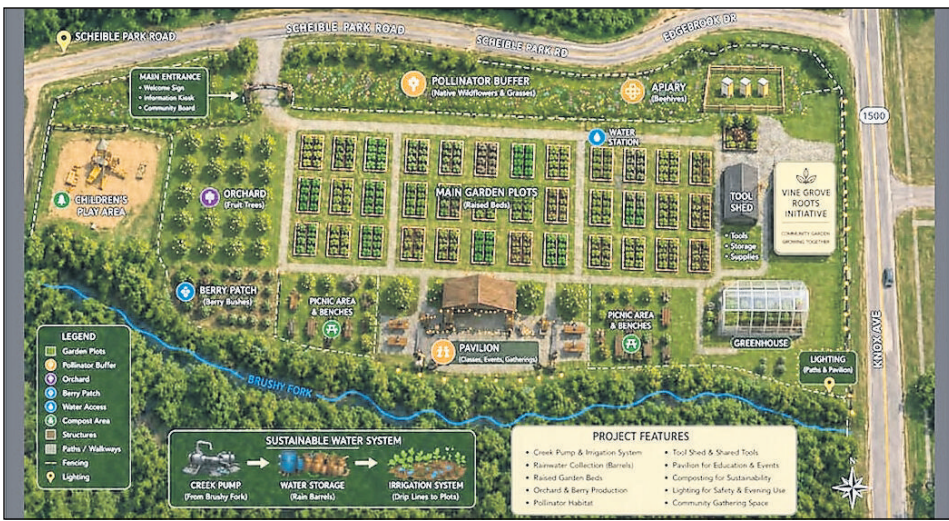 SCHEIBLE PARK ROAD
SCHEIBLE PARK ROAD
SCHEIBLE PARK RD
EDGEBROOK DR
MAIN ENTRANCE
• Welcome Sign
• Information Kiosk
• Community Board
POLLINATOR BUFFER
(Native Wildflowers & Grasses)
APIARY
(Beehives)
1500
WATER
STATION
CHILDREN'S
PLAY AREA
ORCHARD
(Fruit Trees)
MAIN GARDEN PLOTS
(Raised Beds)
TOOL
SHED
• Tools
• Storage
• Supplies
VINE GROVE
ROOTS
INITIATIVE
COMMUNITY GARDEN
GROWING TOGETHER
BERRY PATCH
(Berry Bushes)
PICNIC AREA
& BENCHES
PAVILION
(Classes, Events, Gatherings)
PICNIC AREA
& BENCHES
GREENHOUSE
KNOX AVE
LIGHTING
(Paths & Pavilion)
BRUSHY FORK
LEGEND
Garden Plots
Pollinator Buffer
Orchard
Berry Patch
Water Access
Compost Area
Structures
Paths / Walkways
Fencing
Lighting
SUSTAINABLE WATER SYSTEM
CREEK PUMP
(From Brushy Fork)
WATER STORAGE
(Rain Barrels)
IRRIGATION SYSTEM
(Drip Lines to Plots)
PROJECT FEATURES
• Creek Pump & Irrigation System
• Rainwater Collection (Barrels)
• Raised Garden Beds
• Orchard & Berry Production
• Pollinator Habitat
• Tool Shed & Shared Tools
• Pavilion for Education & Events
• Composting for Sustainability
• Lighting for Safety & Evening Use
• Community Gathering Space